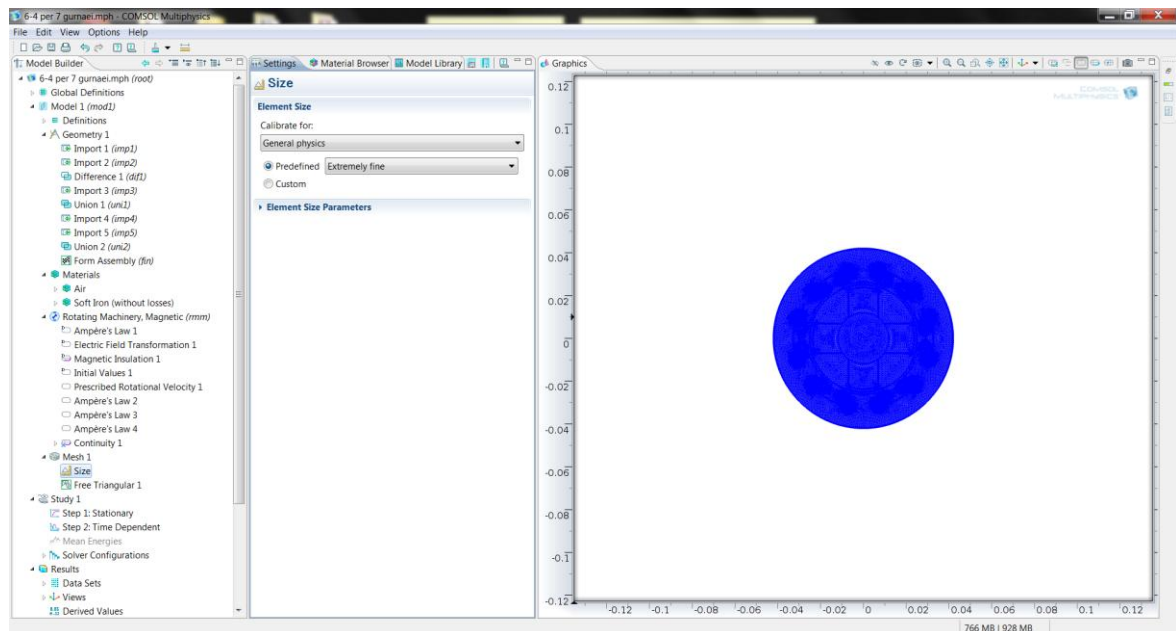 6-4 per 7 gurnaei.mph - COMSOL Multiphysics
File Edit View Options Help
Model Builder
6-4 per 7 gurnaei.mph (root)
Global Definitions
Model 1 (mod1)
Definitions
Geometry 1
Import 1 (imp1)
Import 2 (imp2)
Difference 1 (dif1)
Import 3 (imp3)
Union 1 (uni1)
Import 4 (imp4)
Import 5 (imp5)
Union 2 (uni2)
Form Assembly (fin)
Materials
Air
Soft Iron (without losses)
Rotating Machinery, Magnetic (rmm)
Ampère's Law 1
Electric Field Transformation 1
Magnetic Insulation 1
Initial Values 1
Prescribed Rotational Velocity 1
Ampère's Law 2
Ampère's Law 3
Ampère's Law 4
Continuity 1
Mesh 1
Size
Free Triangular 1
Study 1
Step 1: Stationary
Step 2: Time Dependent
Mean Energies
Solver Configurations
Results
Data Sets
Views
Derived Values
Settings Material Browser Model Library
Size
Element Size
Calibrate for:
General physics
Predefined Extremely fine
Custom
Element Size Parameters
Graphics
COMSOL
MULTIPHYSICS
0.12
0.1
0.08
0.06
0.04
0.02
0
-0.02
-0.04
-0.06
-0.08
-0.1
-0.12
-0.12 -0.1 -0.08 -0.06 -0.04 -0.02 0 0.02 0.04 0.06 0.08 0.1 0.12
766 MB | 928 MB